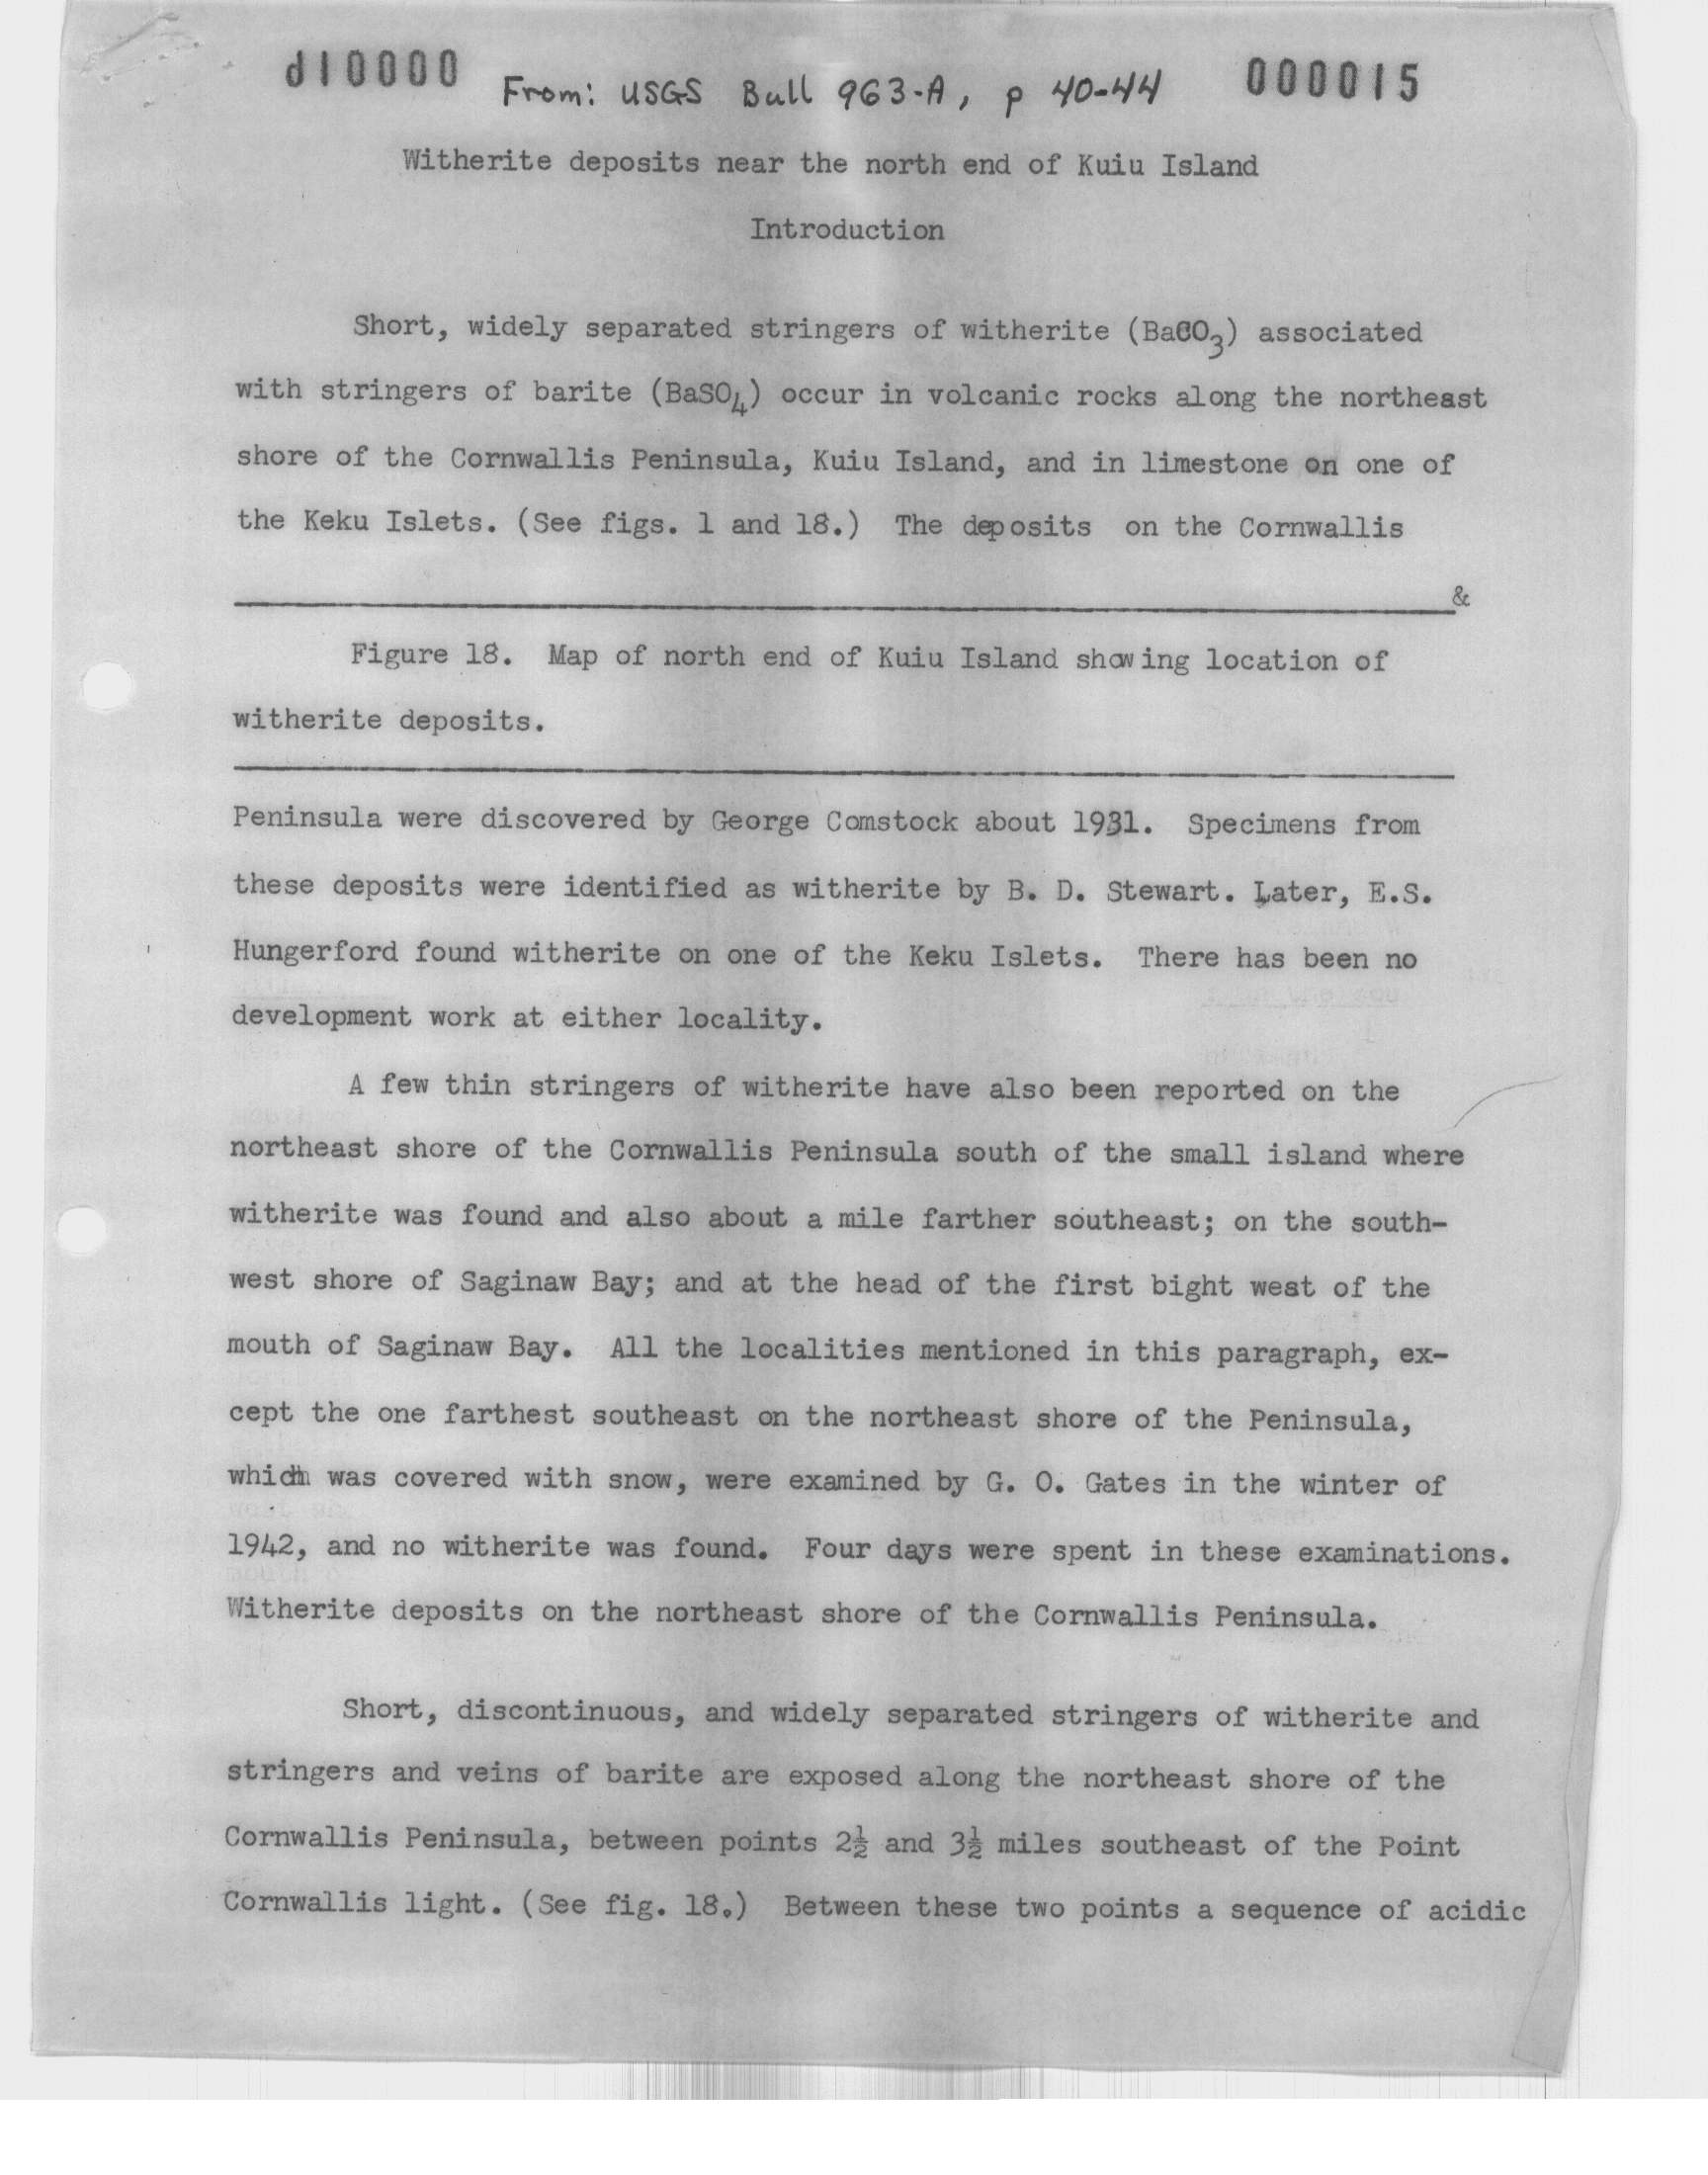 d10000 From: USGS Bull 963-A, p 40-44 000015
Witherite deposits near the north end of Kuiu Island
Introduction
Short, widely separated stringers of witherite (BaCO3) associated
with stringers of barite (BaSO4) occur in volcanic rocks along the northeast
shore of the Cornwallis Peninsula, Kuiu Island, and in limestone on one of
the Keku Islets. (See figs. 1 and 18.) The deposits on the Cornwallis
&
Figure 18. Map of north end of Kuiu Island showing location of
witherite deposits.
Peninsula were discovered by George Comstock about 1931. Specimens from
these deposits were identified as witherite by B. D. Stewart. Later, E.S.
Hungerford found witherite on one of the Keku Islets. There has been no
development work at either locality.
A few thin stringers of witherite have also been reported on the
northeast shore of the Cornwallis Peninsula south of the small island where
witherite was found and also about a mile farther southeast; on the south-
west shore of Saginaw Bay; and at the head of the first bight west of the
mouth of Saginaw Bay. All the localities mentioned in this paragraph, ex-
cept the one farthest southeast on the northeast shore of the Peninsula,
which was covered with snow, were examined by G. O. Gates in the winter of
1942, and no witherite was found. Four days were spent in these examinations.
Witherite deposits on the northeast shore of the Cornwallis Peninsula.
Short, discontinuous, and widely separated stringers of witherite and
stringers and veins of barite are exposed along the northeast shore of the
Cornwallis Peninsula, between points 2½ and 3½ miles southeast of the Point
Cornwallis light. (See fig. 18.) Between these two points a sequence of acidic